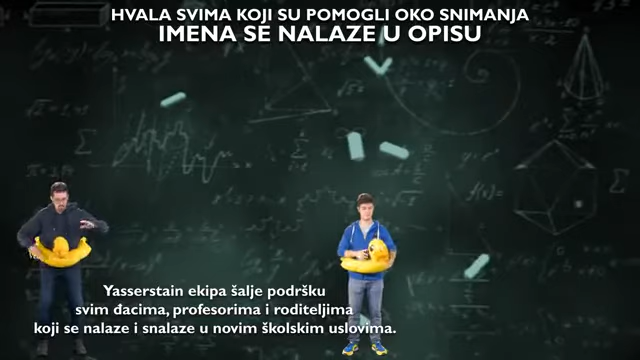 HVALA SVIMA KOJI SU POMOGLI OKO SNIMANJA
IMENA SE NALAZE U OPISU
Yasserstain ekipa šalje podršku
svim đacima, profesorima i roditeljima
koji se nalaze i snalaze u novim školskim uslovima.